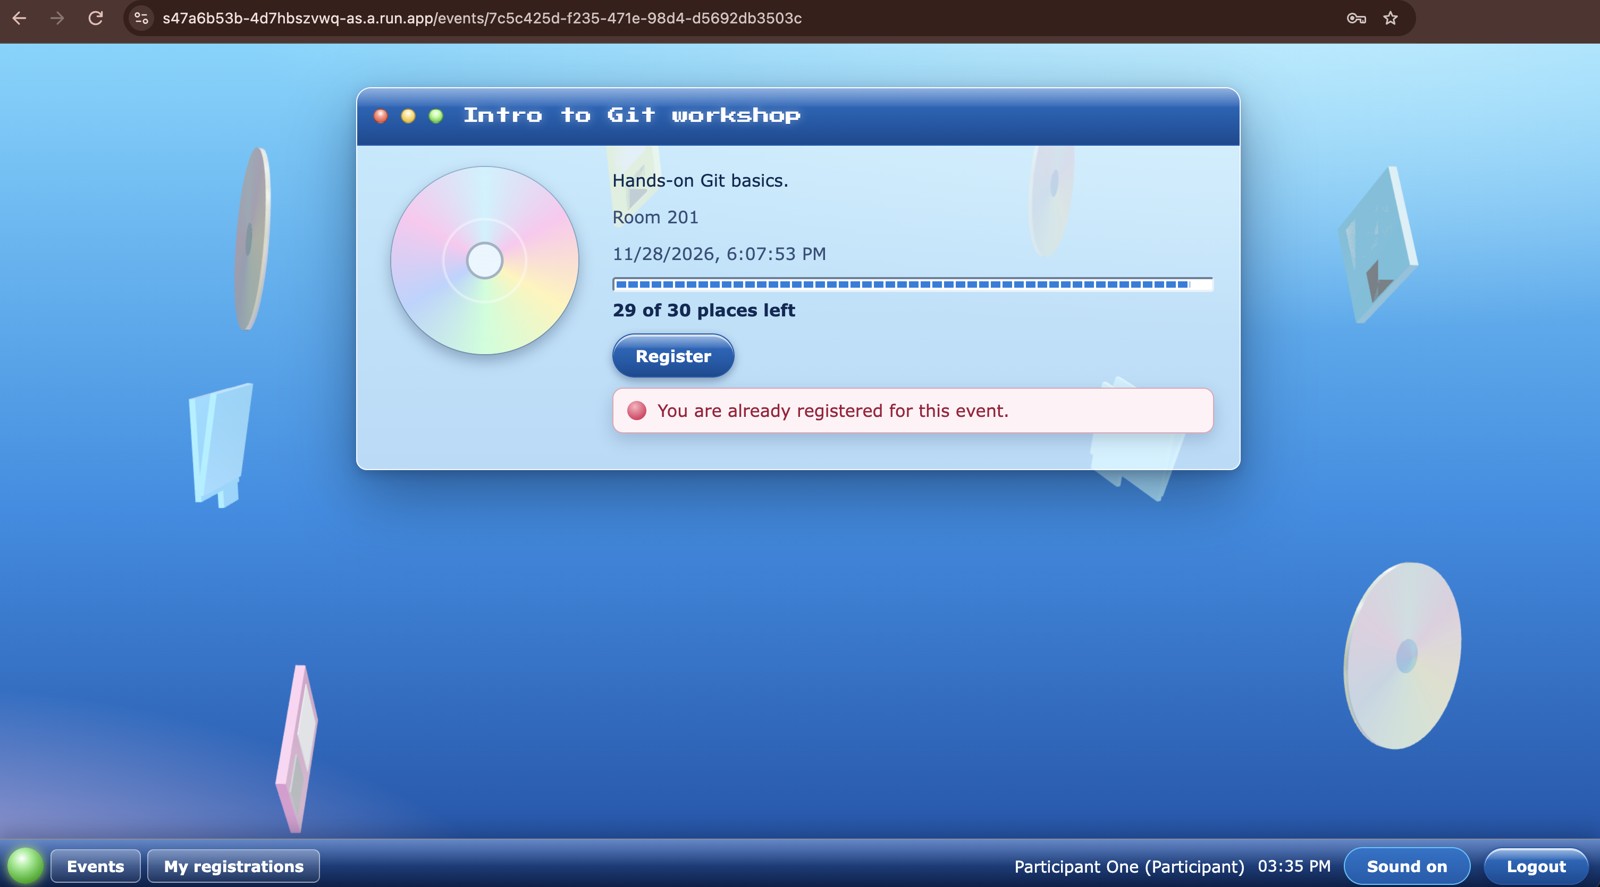 s47a6b53b-4d7hbszvwq-as.a.run.app/events/7c5c425d-f235-471e-98d4-d5692db3503c
Intro to Git workshop
Hands-on Git basics.
Room 201
11/28/2026, 6:07:53 PM
29 of 30 places left
Register
You are already registered for this event.
Events
My registrations
Participant One (Participant)
03:35 PM
Sound on
Logout